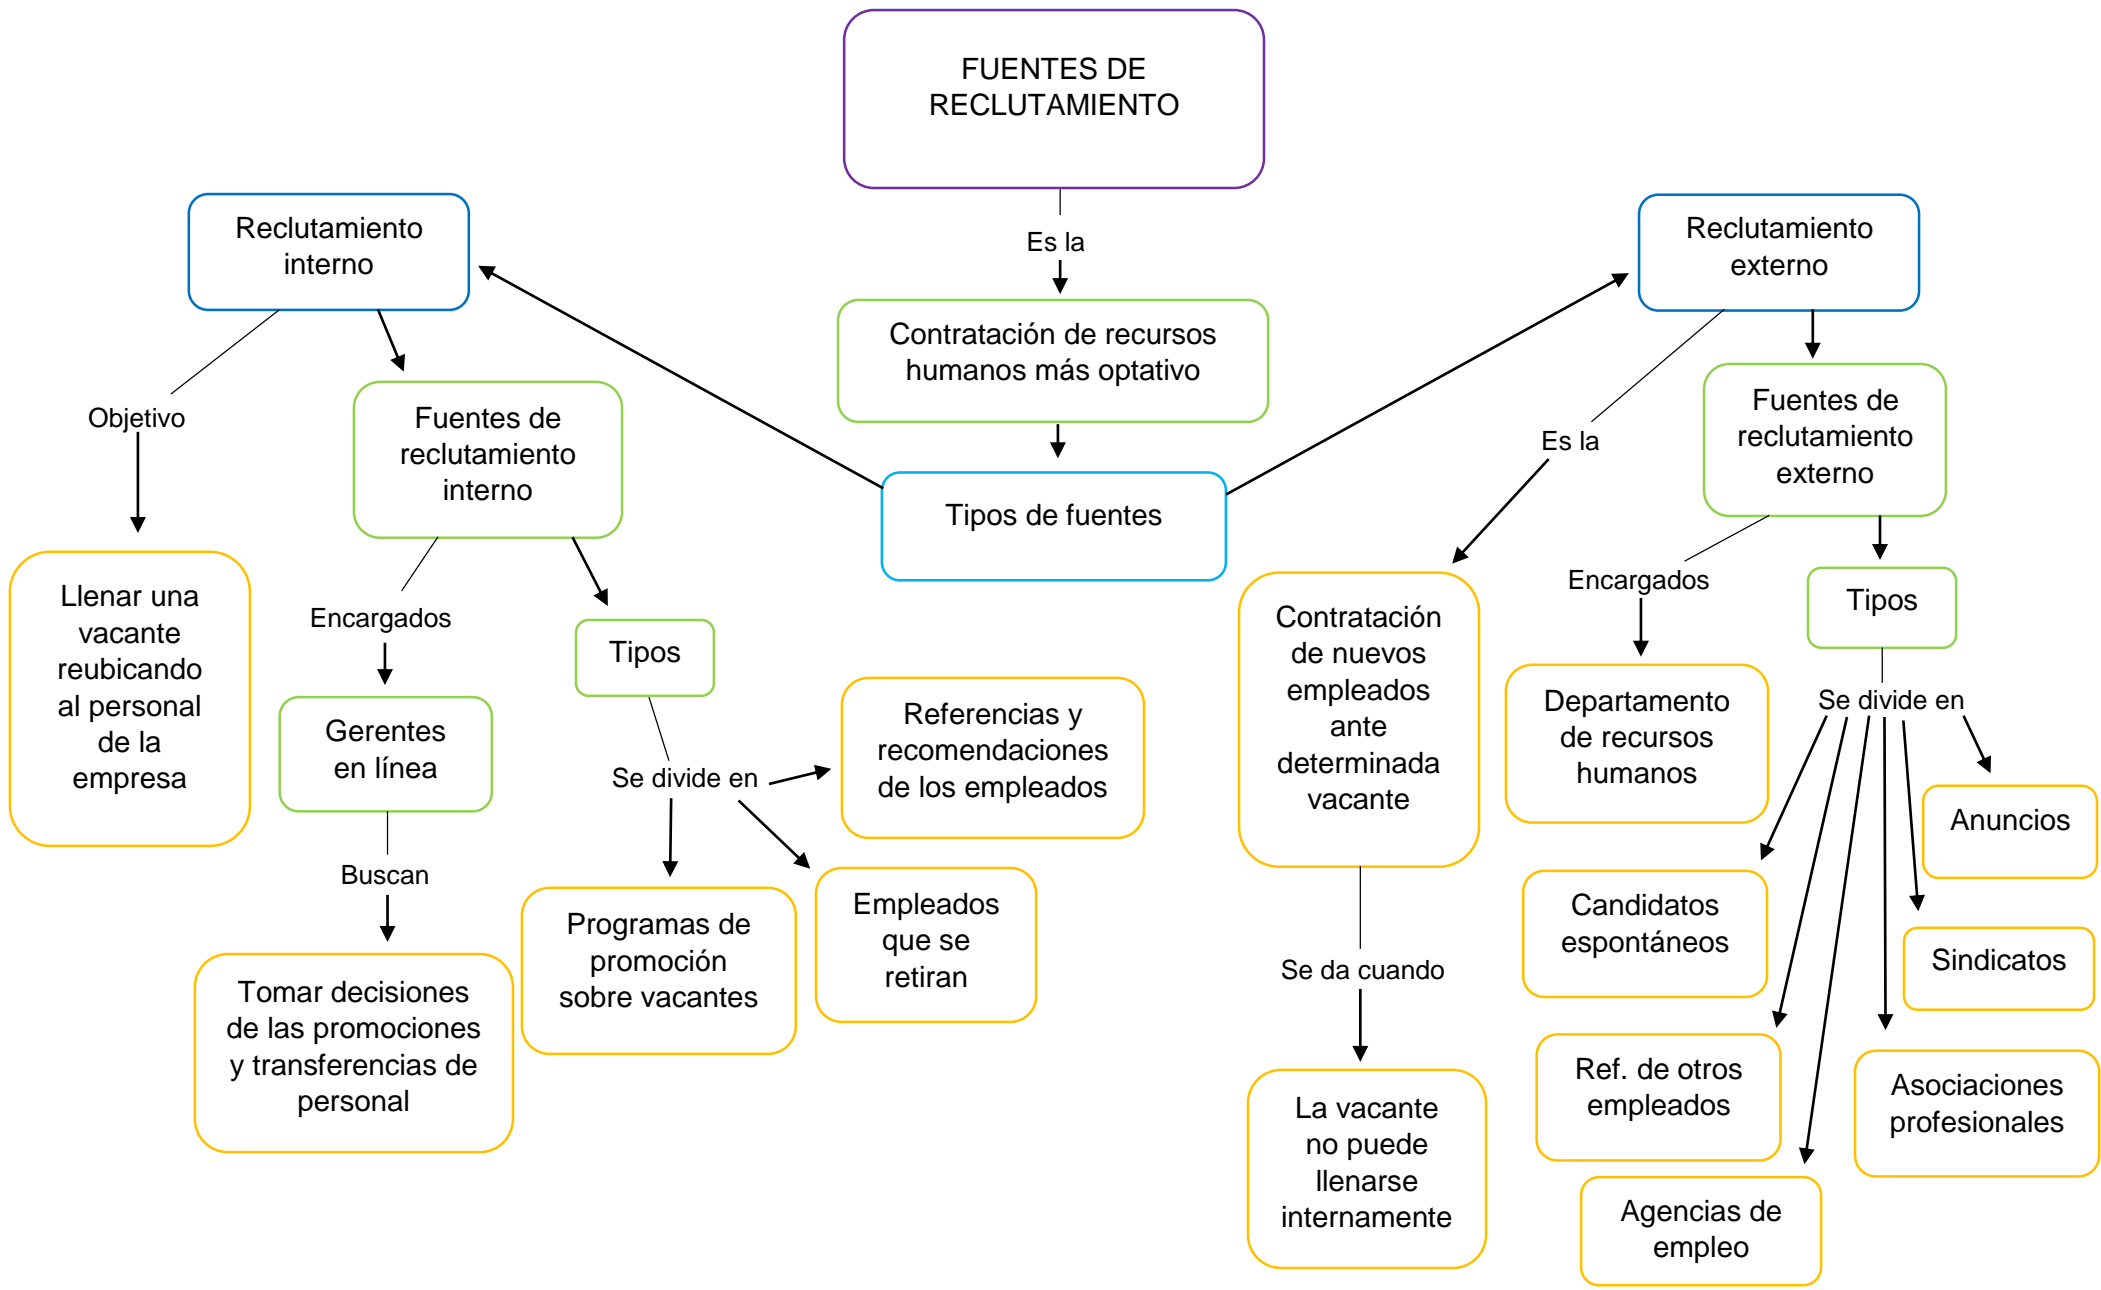 FUENTES DE
RECLUTAMIENTO
Es la
Contratación de recursos
humanos más optativo
Tipos de fuentes
Reclutamiento
interno
Objetivo
Llenar una
vacante
reubicando
al personal
de la
empresa
Fuentes de
reclutamiento
interno
Encargados
Gerentes
en línea
Buscan
Tomar decisiones
de las promociones
y transferencias de
personal
Tipos
Se divide en
Referencias y
recomendaciones
de los empleados
Programas de
promoción
sobre vacantes
Empleados
que se
retiran
Reclutamiento
externo
Es la
Contratación
de nuevos
empleados
ante
determinada
vacante
Se da cuando
La vacante
no puede
llenarse
internamente
Fuentes de
reclutamiento
externo
Encargados
Departamento
de recursos
humanos
Tipos
Se divide en
Anuncios
Candidatos
espontáneos
Sindicatos
Ref. de otros
empleados
Asociaciones
profesionales
Agencias de
empleo